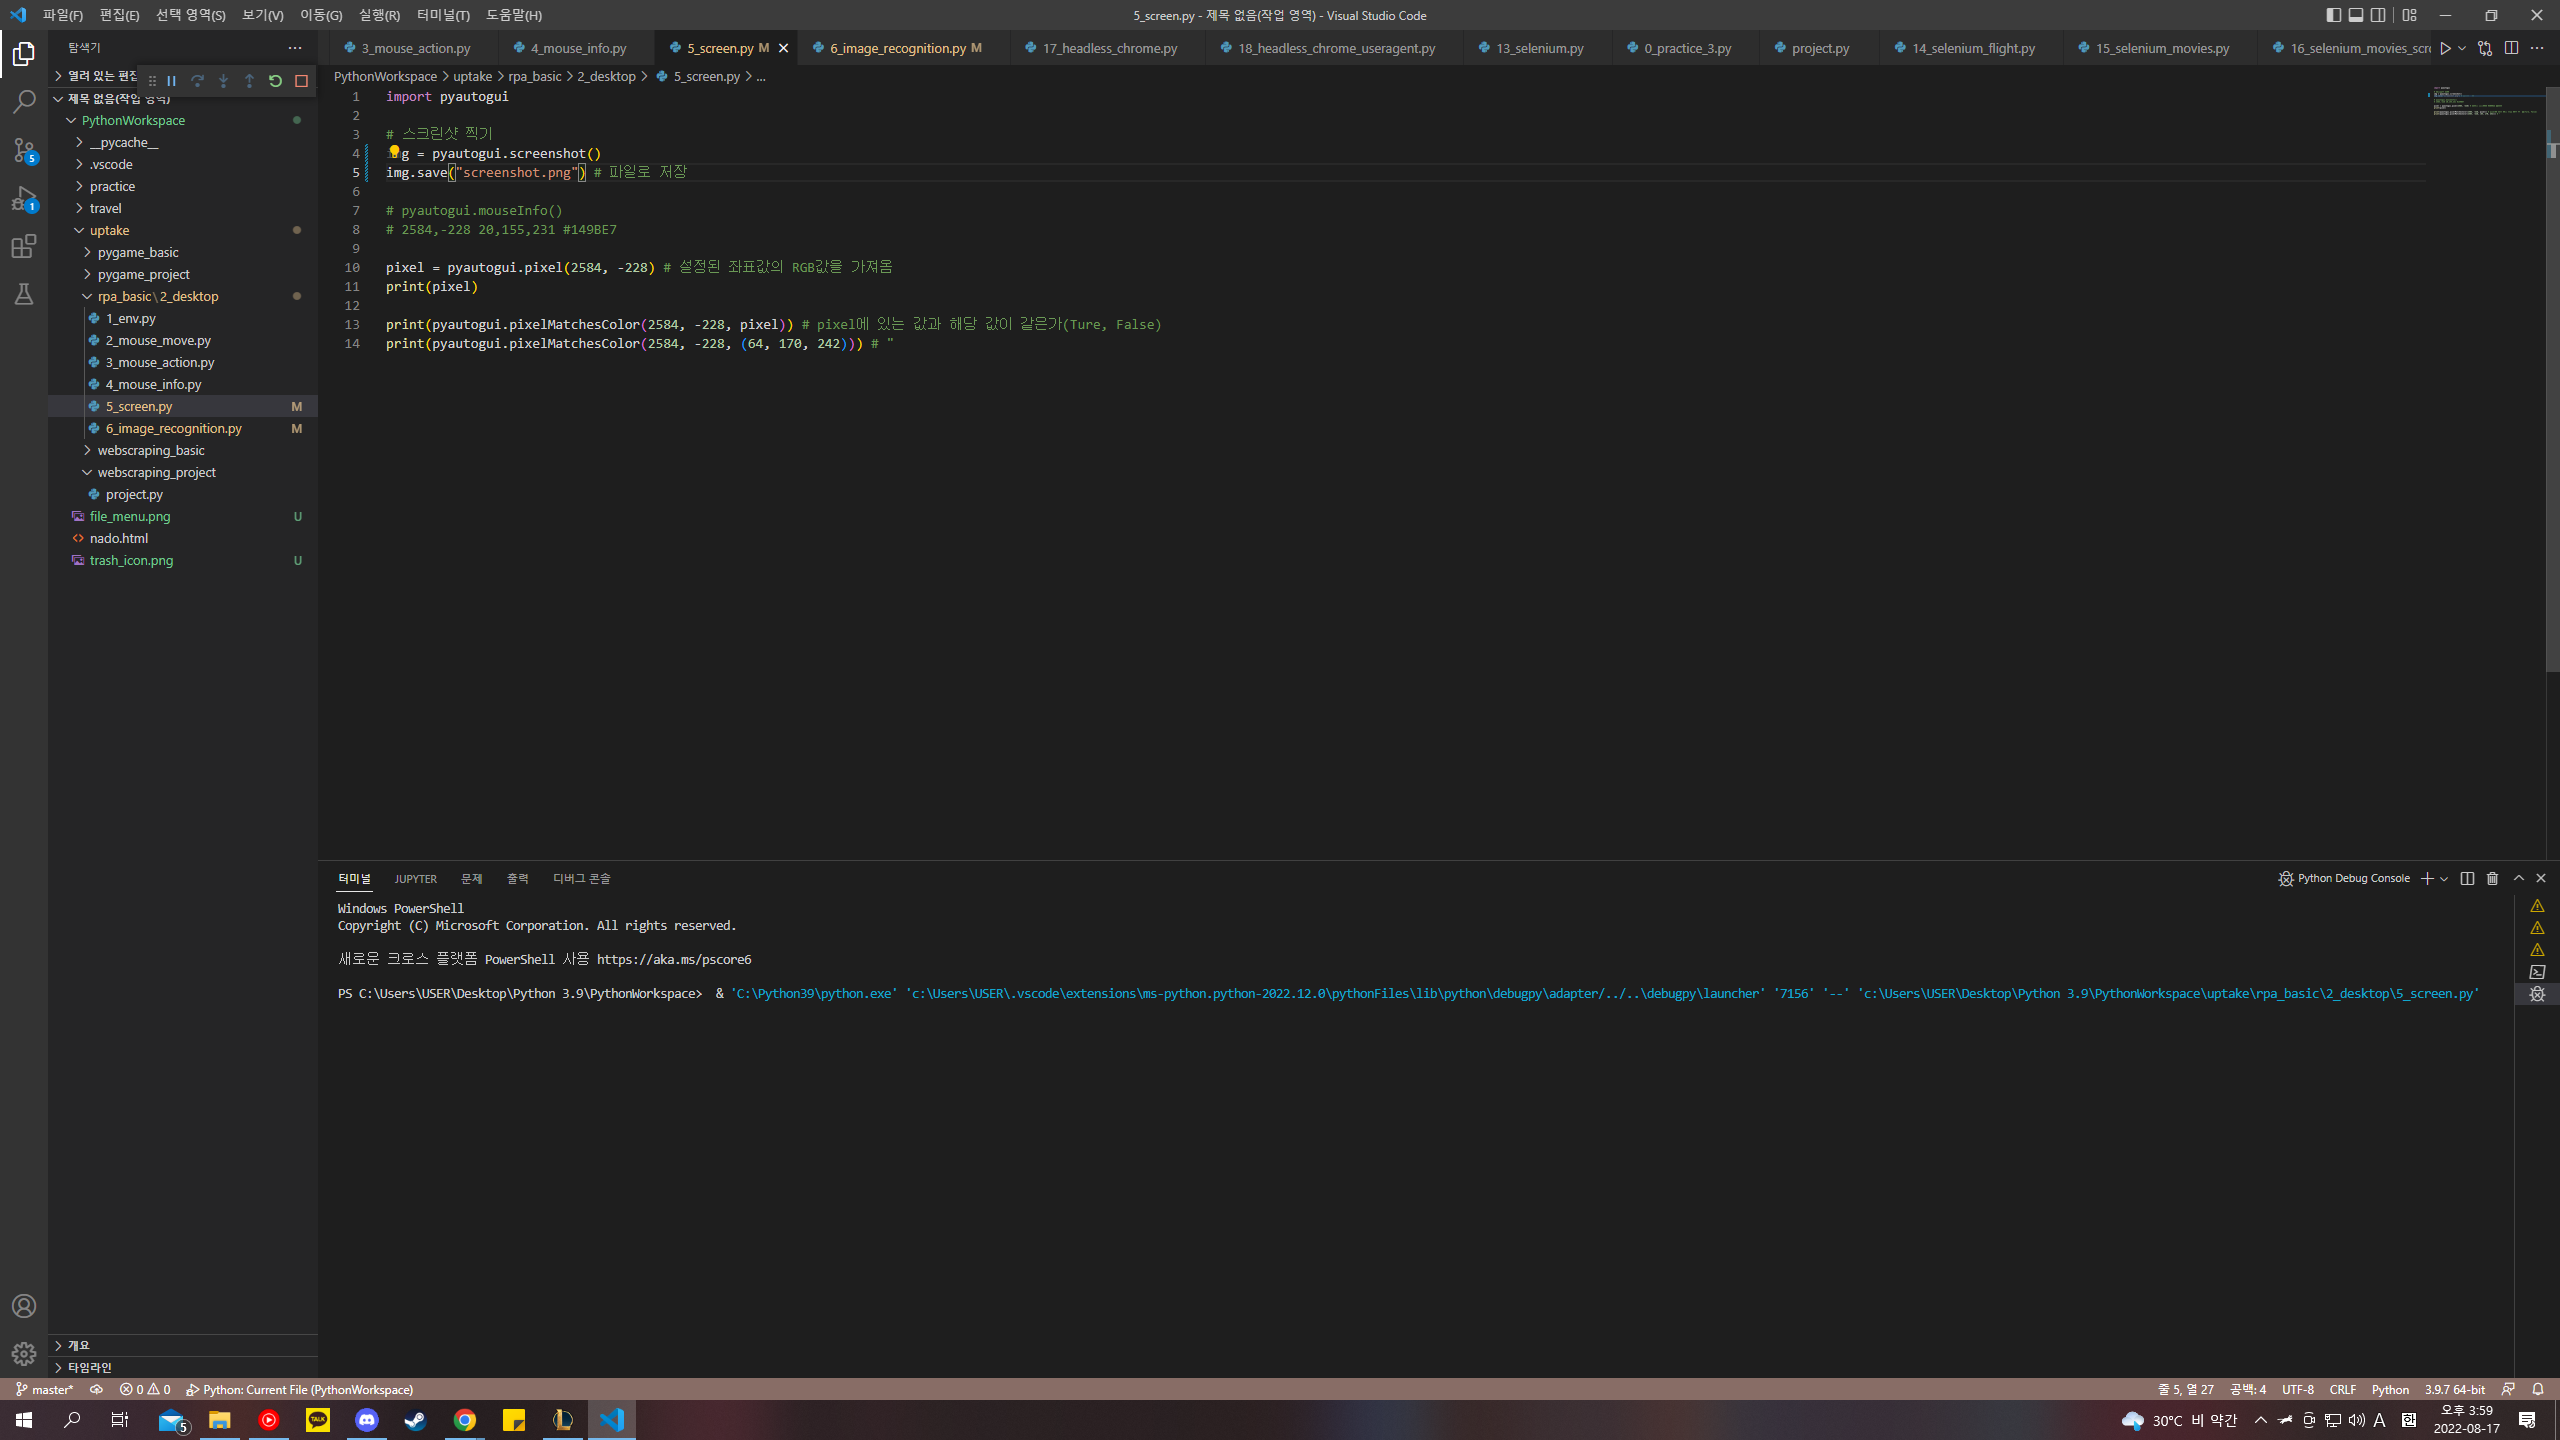 파일(F) 편집(E) 선택 영역(S) 보기(V) 이동(G) 실행(R) 터미널(T) 도움말(H)
5_screen.py - 제목 없음(작업 영역) - Visual Studio Code
탐색기
3_mouse_action.py 4_mouse_info.py 5_screen.py M 6_image_recognition.py M 17_headless_chrome.py 18_headless_chrome_useragent.py 13_selenium.py 0_practice_3.py project.py 14_selenium_flight.py 15_selenium_movies.py 16_selenium_movies_scr
열려 있는 편집
PythonWorkspace > uptake > rpa_basic > 2_desktop > 5_screen.py > ...
제목 없음(작업 영역)
PythonWorkspace
__pycache__
.vscode
practice
travel
uptake
pygame_basic
pygame_project
rpa_basic\2_desktop
1_env.py
2_mouse_move.py
3_mouse_action.py
4_mouse_info.py
5_screen.py M
6_image_recognition.py M
webscraping_basic
webscraping_project
project.py
file_menu.png U
nado.html
trash_icon.png U
개요
타임라인
5
1
1 import pyautogui
2
3 # 스크린샷 찍기
4 img = pyautogui.screenshot()
5 img.save("screenshot.png") # 파일로 저장
6
7 # pyautogui.mouseInfo()
8 # 2584,-228 20,155,231 #149BE7
9
10 pixel = pyautogui.pixel(2584, -228) # 설정된 좌표값의 RGB값을 가져옴
11 print(pixel)
12
13 print(pyautogui.pixelMatchesColor(2584, -228, pixel)) # pixel에 있는 값과 해당 값이 같은가(Ture, False)
14 print(pyautogui.pixelMatchesColor(2584, -228, (64, 170, 242))) # "
터미널 JUPYTER 문제 출력 디버그 콘솔
Python Debug Console
Windows PowerShell
Copyright (C) Microsoft Corporation. All rights reserved.
새로운 크로스 플랫폼 PowerShell 사용 https://aka.ms/pscore6
PS C:\Users\USER\Desktop\Python 3.9\PythonWorkspace>  & 'C:\Python39\python.exe' 'c:\Users\USER\.vscode\extensions\ms-python.python-2022.12.0\pythonFiles\lib\python\debugpy\adapter/../..\debugpy\launcher' '7156' '--' 'c:\Users\USER\Desktop\Python 3.9\PythonWorkspace\uptake\rpa_basic\2_desktop\5_screen.py'
master* 0 0 Python: Current File (PythonWorkspace)
줄 5, 열 27 공백: 4 UTF-8 CRLF Python 3.9.7 64-bit
5 TALK
30°C 비 약간 A 한 오후 3:59
2022-08-17